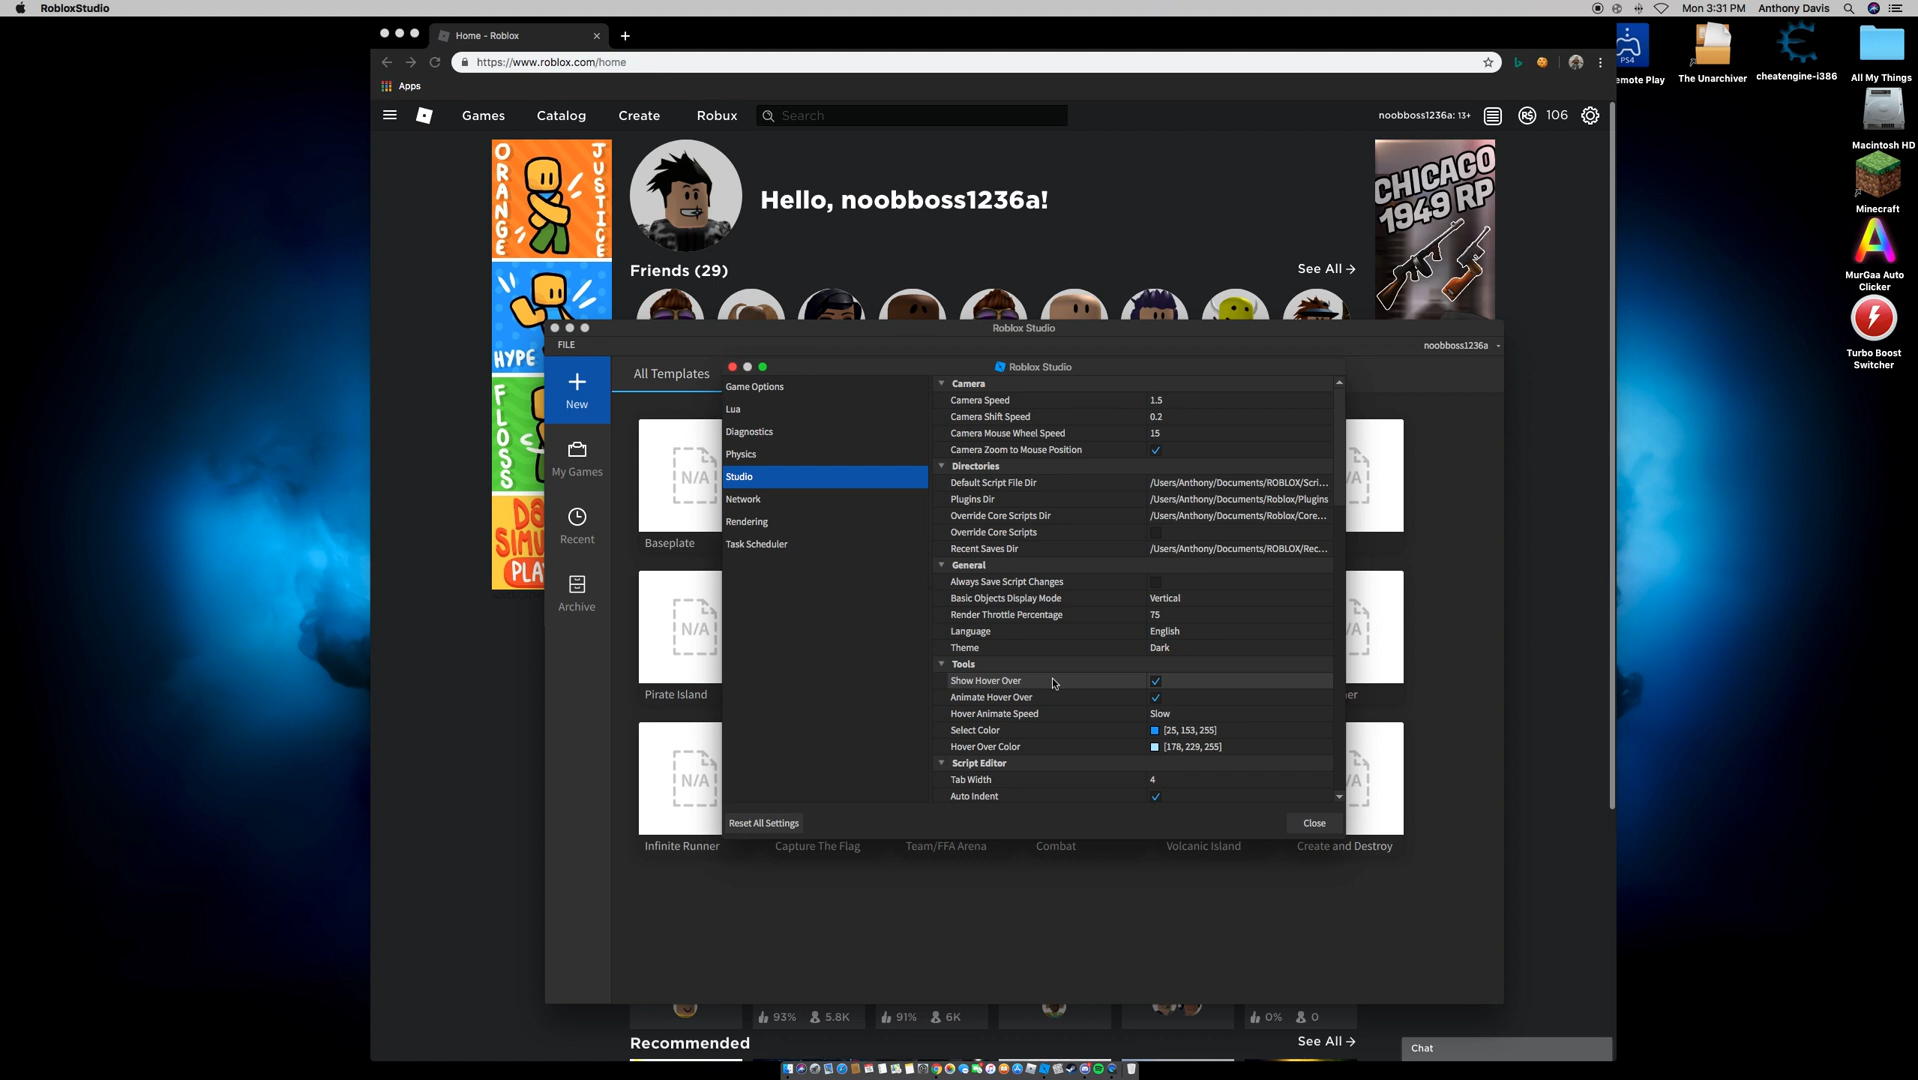 RobloxStudio
Mon 3:31 PM
Anthony Davis
Home - Roblox
https://www.roblox.com/home
Apps
Games
Catalog
Create
Robux
Search
noobboss1236a: 13+
106
PS4
emote Play
The Unarchiver
cheatengine-i386
All My Things
Macintosh HD
Minecraft
MurGaa Auto
Clicker
Turbo Boost
Switcher
ORANGE
JUSTICE
HYPE
FLOSS
SIMU
PLA
Hello, noobboss1236a!
Friends (29)
See All
CHICAGO
1949 RP
Roblox Studio
FILE
noobboss1236a
New
My Games
Recent
Archive
All Templates
N/A
Baseplate
N/A
Pirate Island
N/A
Infinite Runner
Capture The Flag
Team/FFA Arena
Combat
Volcanic Island
Create and Destroy
Roblox Studio
Game Options
Lua
Diagnostics
Physics
Studio
Network
Rendering
Task Scheduler
Camera
Camera Speed 1.5
Camera Shift Speed 0.2
Camera Mouse Wheel Speed 15
Camera Zoom to Mouse Position
Directories
Default Script File Dir /Users/Anthony/Documents/ROBLOX/Scri...
Plugins Dir /Users/Anthony/Documents/Roblox/Plugins
Override Core Scripts Dir /Users/Anthony/Documents/Roblox/Core...
Override Core Scripts
Recent Saves Dir /Users/Anthony/Documents/ROBLOX/Rec...
General
Always Save Script Changes
Basic Objects Display Mode Vertical
Render Throttle Percentage 75
Language English
Theme Dark
Tools
Show Hover Over
Animate Hover Over
Hover Animate Speed Slow
Select Color [25, 153, 255]
Hover Over Color [178, 229, 255]
Script Editor
Tab Width 4
Auto Indent
Reset All Settings
Close
93% 5.8K
91% 6K
0% 0
Recommended
See All
Chat